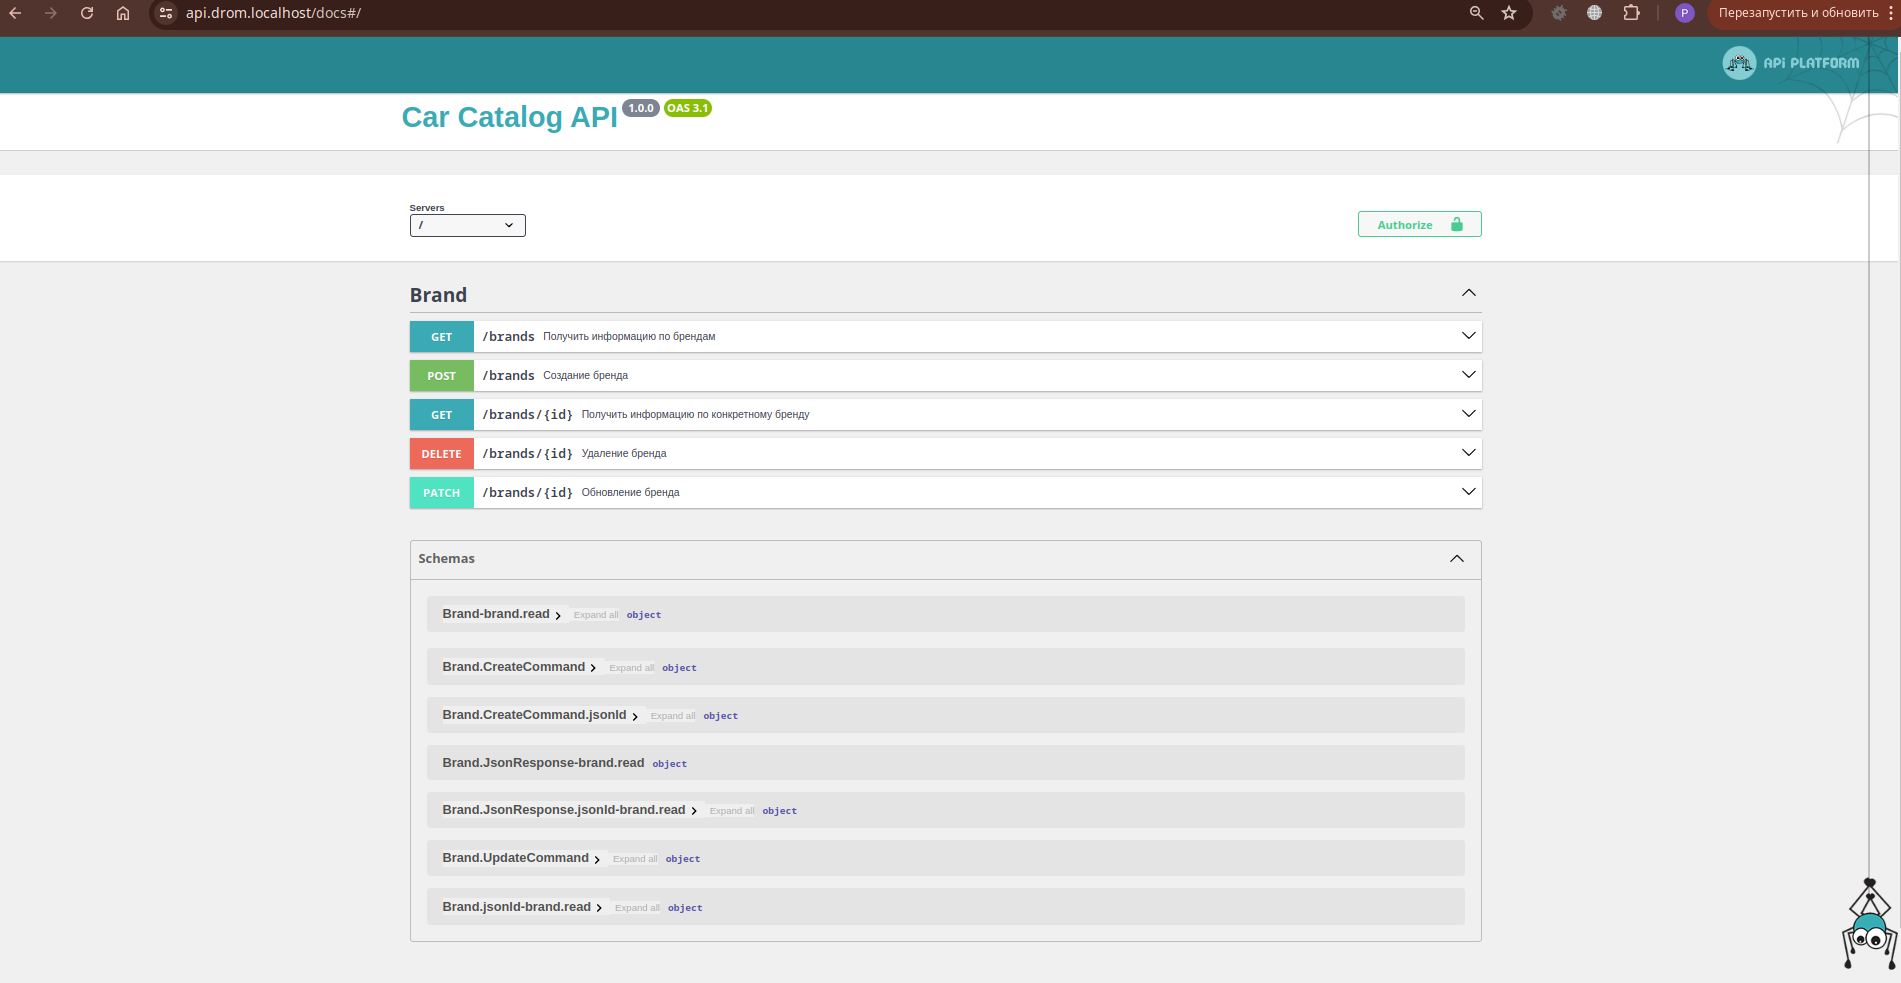 api.drom.localhost/docs#/
P
Перезапустить и обновить
API PLATFORM
Car Catalog API 1.0.0 OAS 3.1
Servers
/
Authorize
Brand
GET /brands Получить информацию по брендам
POST /brands Создание бренда
GET /brands/{id} Получить информацию по конкретному бренду
DELETE /brands/{id} Удаление бренда
PATCH /brands/{id} Обновление бренда
Schemas
Brand-brand.read Expand all object
Brand.CreateCommand Expand all object
Brand.CreateCommand.jsonld Expand all object
Brand.JsonResponse-brand.read object
Brand.JsonResponse.jsonld-brand.read Expand all object
Brand.UpdateCommand Expand all object
Brand.jsonld-brand.read Expand all object